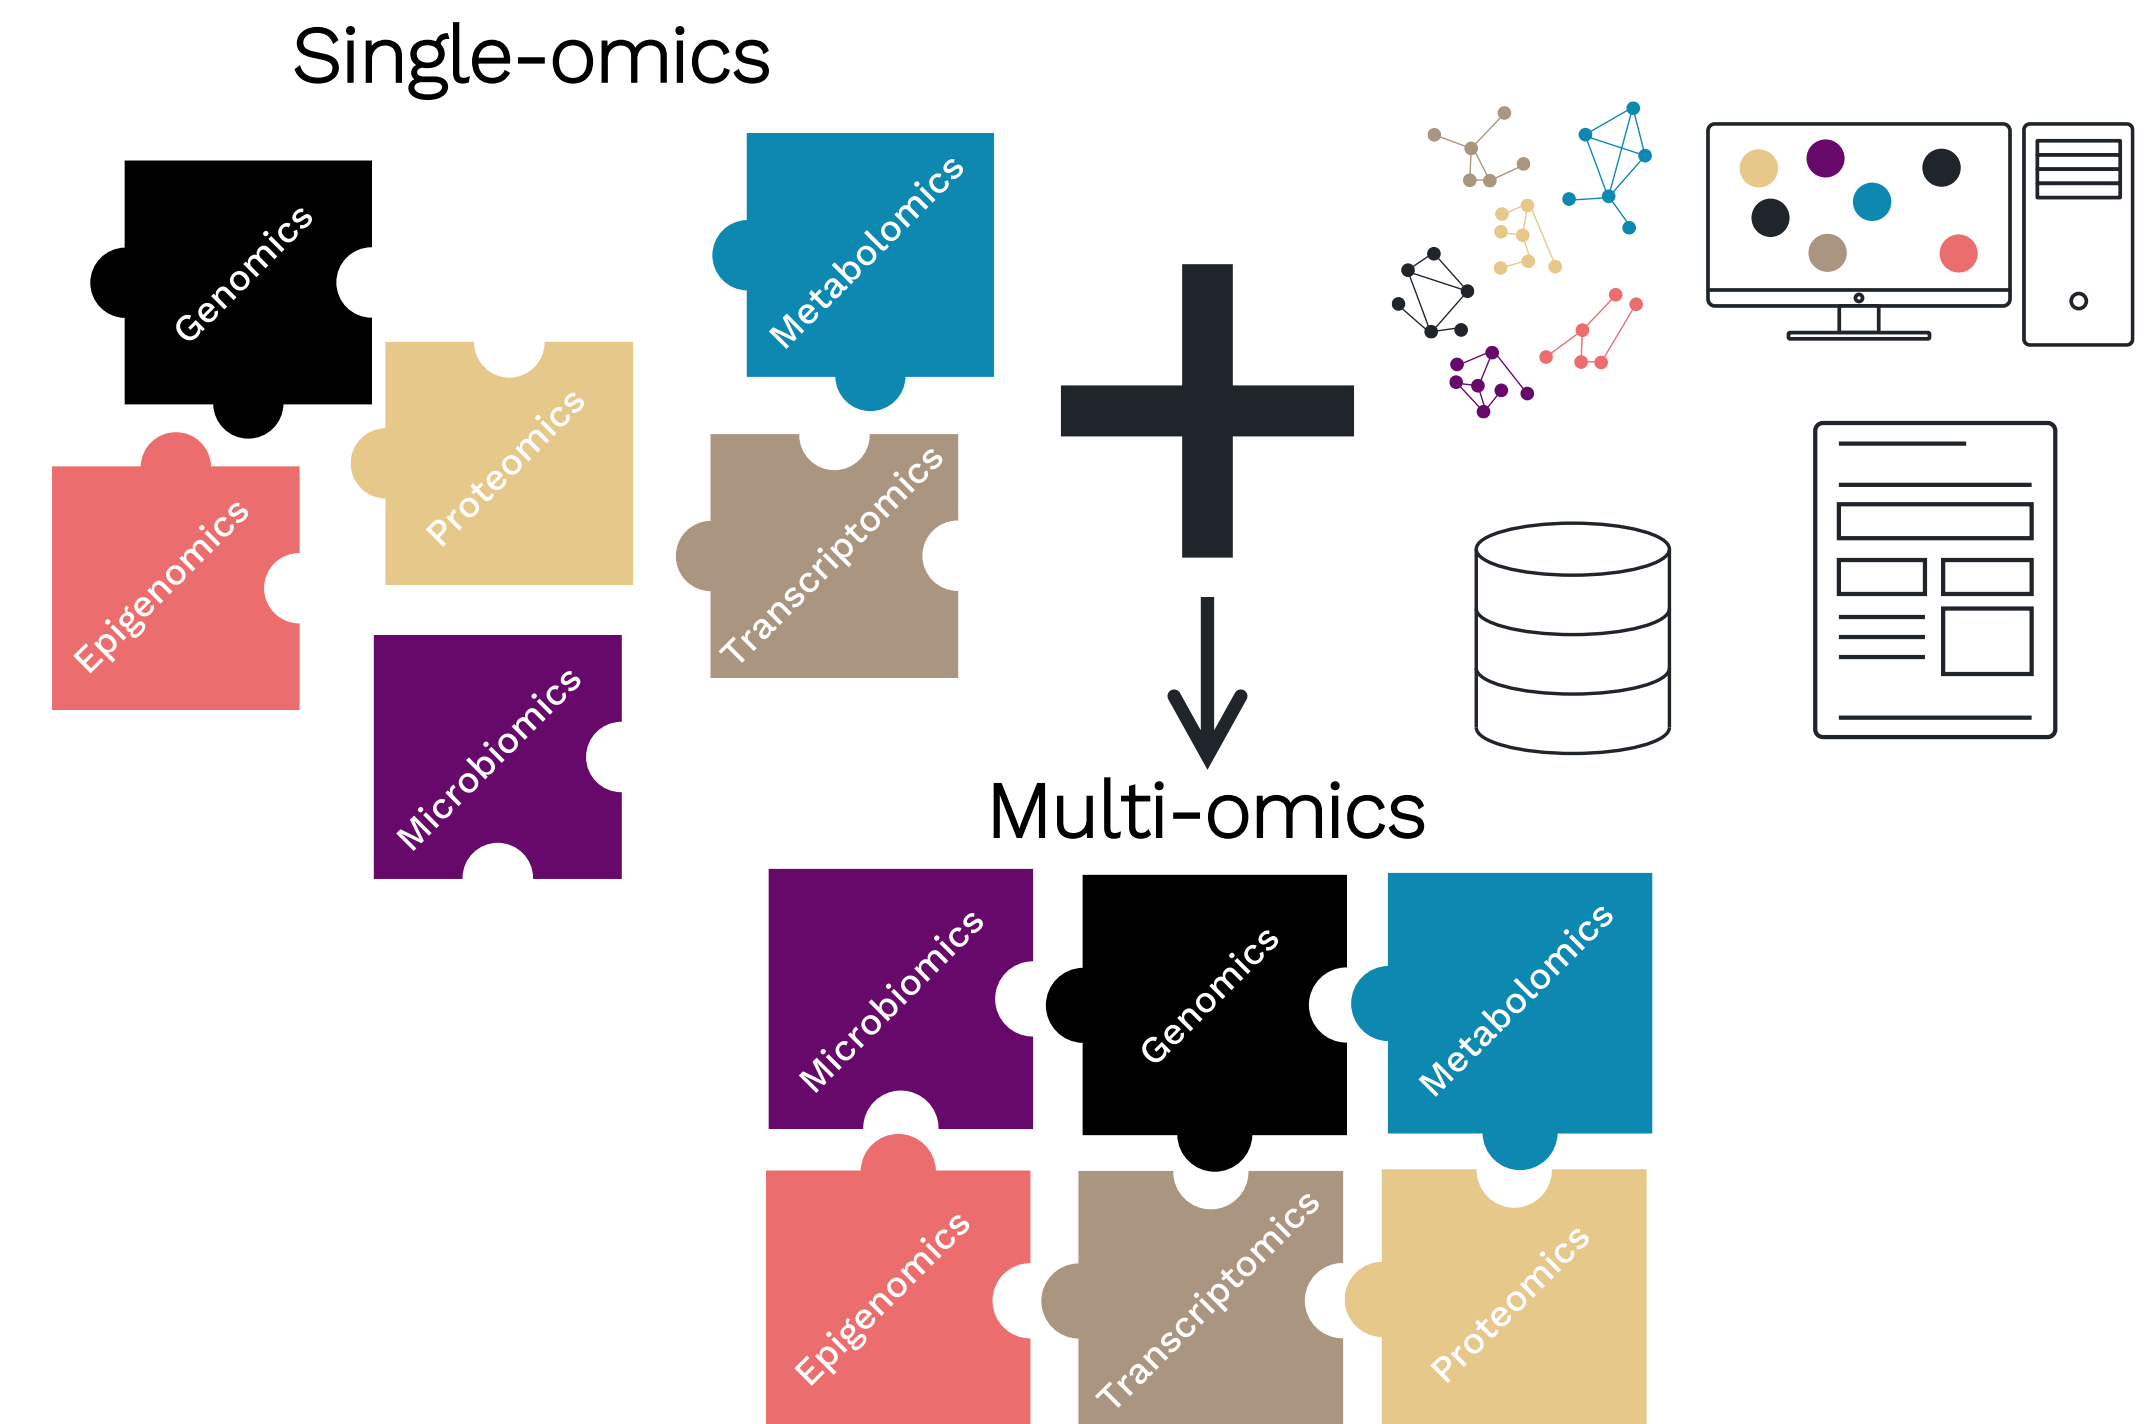 Single-omics
Genomics
Metabolomics
Proteomics
Transcriptomics
Epigenomics
Microbiomics
Multi-omics
Microbiomics
Genomics
Metabolomics
Epigenomics
Transcriptomics
Proteomics